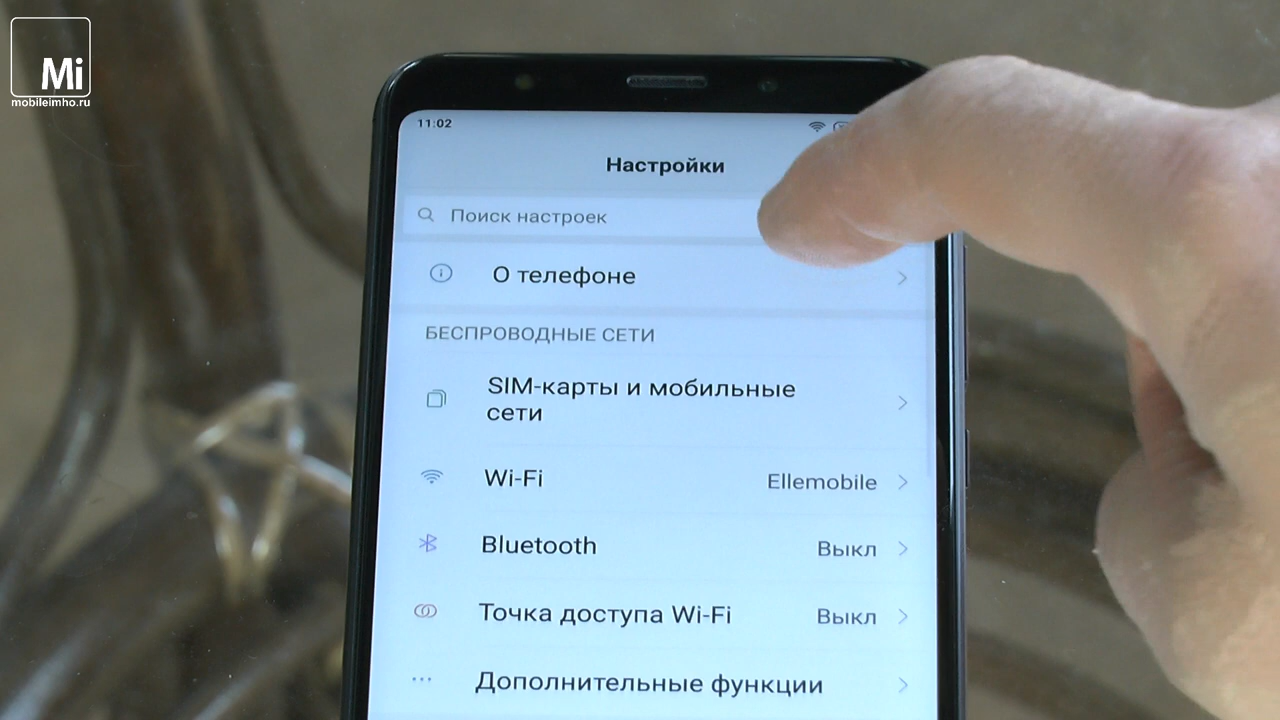 Mi
mobileimho.ru
11:02
Настройки
Поиск настроек
О телефоне
БЕСПРОВОДНЫЕ СЕТИ
SIM-карты и мобильные
сети
Wi-Fi Ellemobile
Bluetooth Выкл
Точка доступа Wi-Fi Выкл
Дополнительные функции